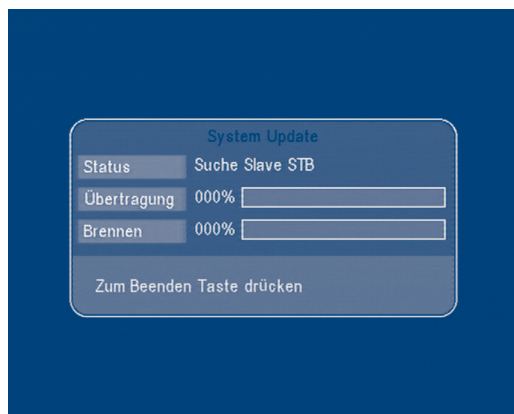 System Update
Status Suche Slave STB
Übertragung 000%
Brennen 000%
Zum Beenden Taste drücken